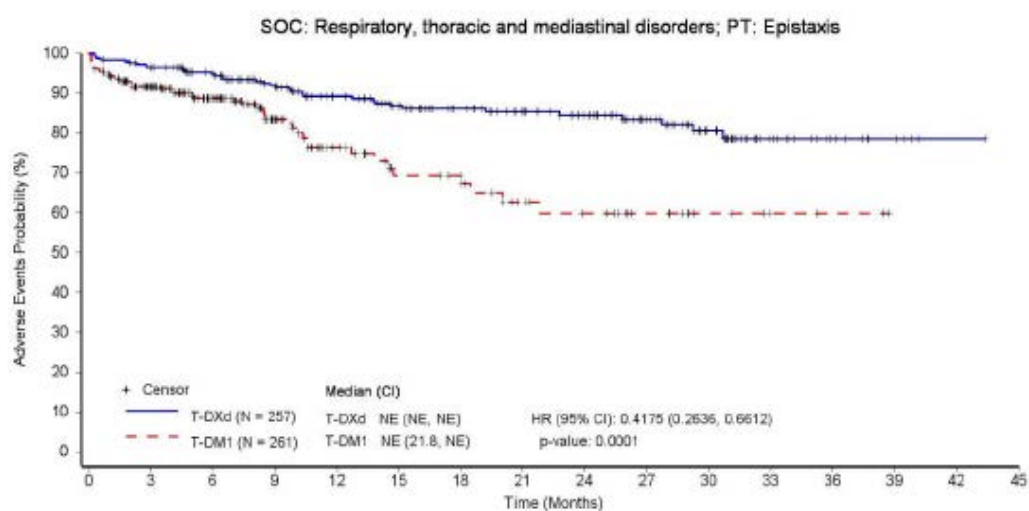 SOC: Respiratory, thoracic and mediastinal disorders; PT: Epistaxis
Adverse Events Probability (%)
100
90
80
70
60
50
40
30
20
10
0
+ Censor
Median (CI)
T-DXd (N = 257)
T-DXd NE (NE, NE)
HR (95% CI): 0.4175 (0.2636, 0.6612)
T-DM1 (N = 261)
T-DM1 NE (21.8, NE)
p-value: 0.0001
0 3 6 9 12 15 18 21 24 27 30 33 36 39 42 45
Time (Months)